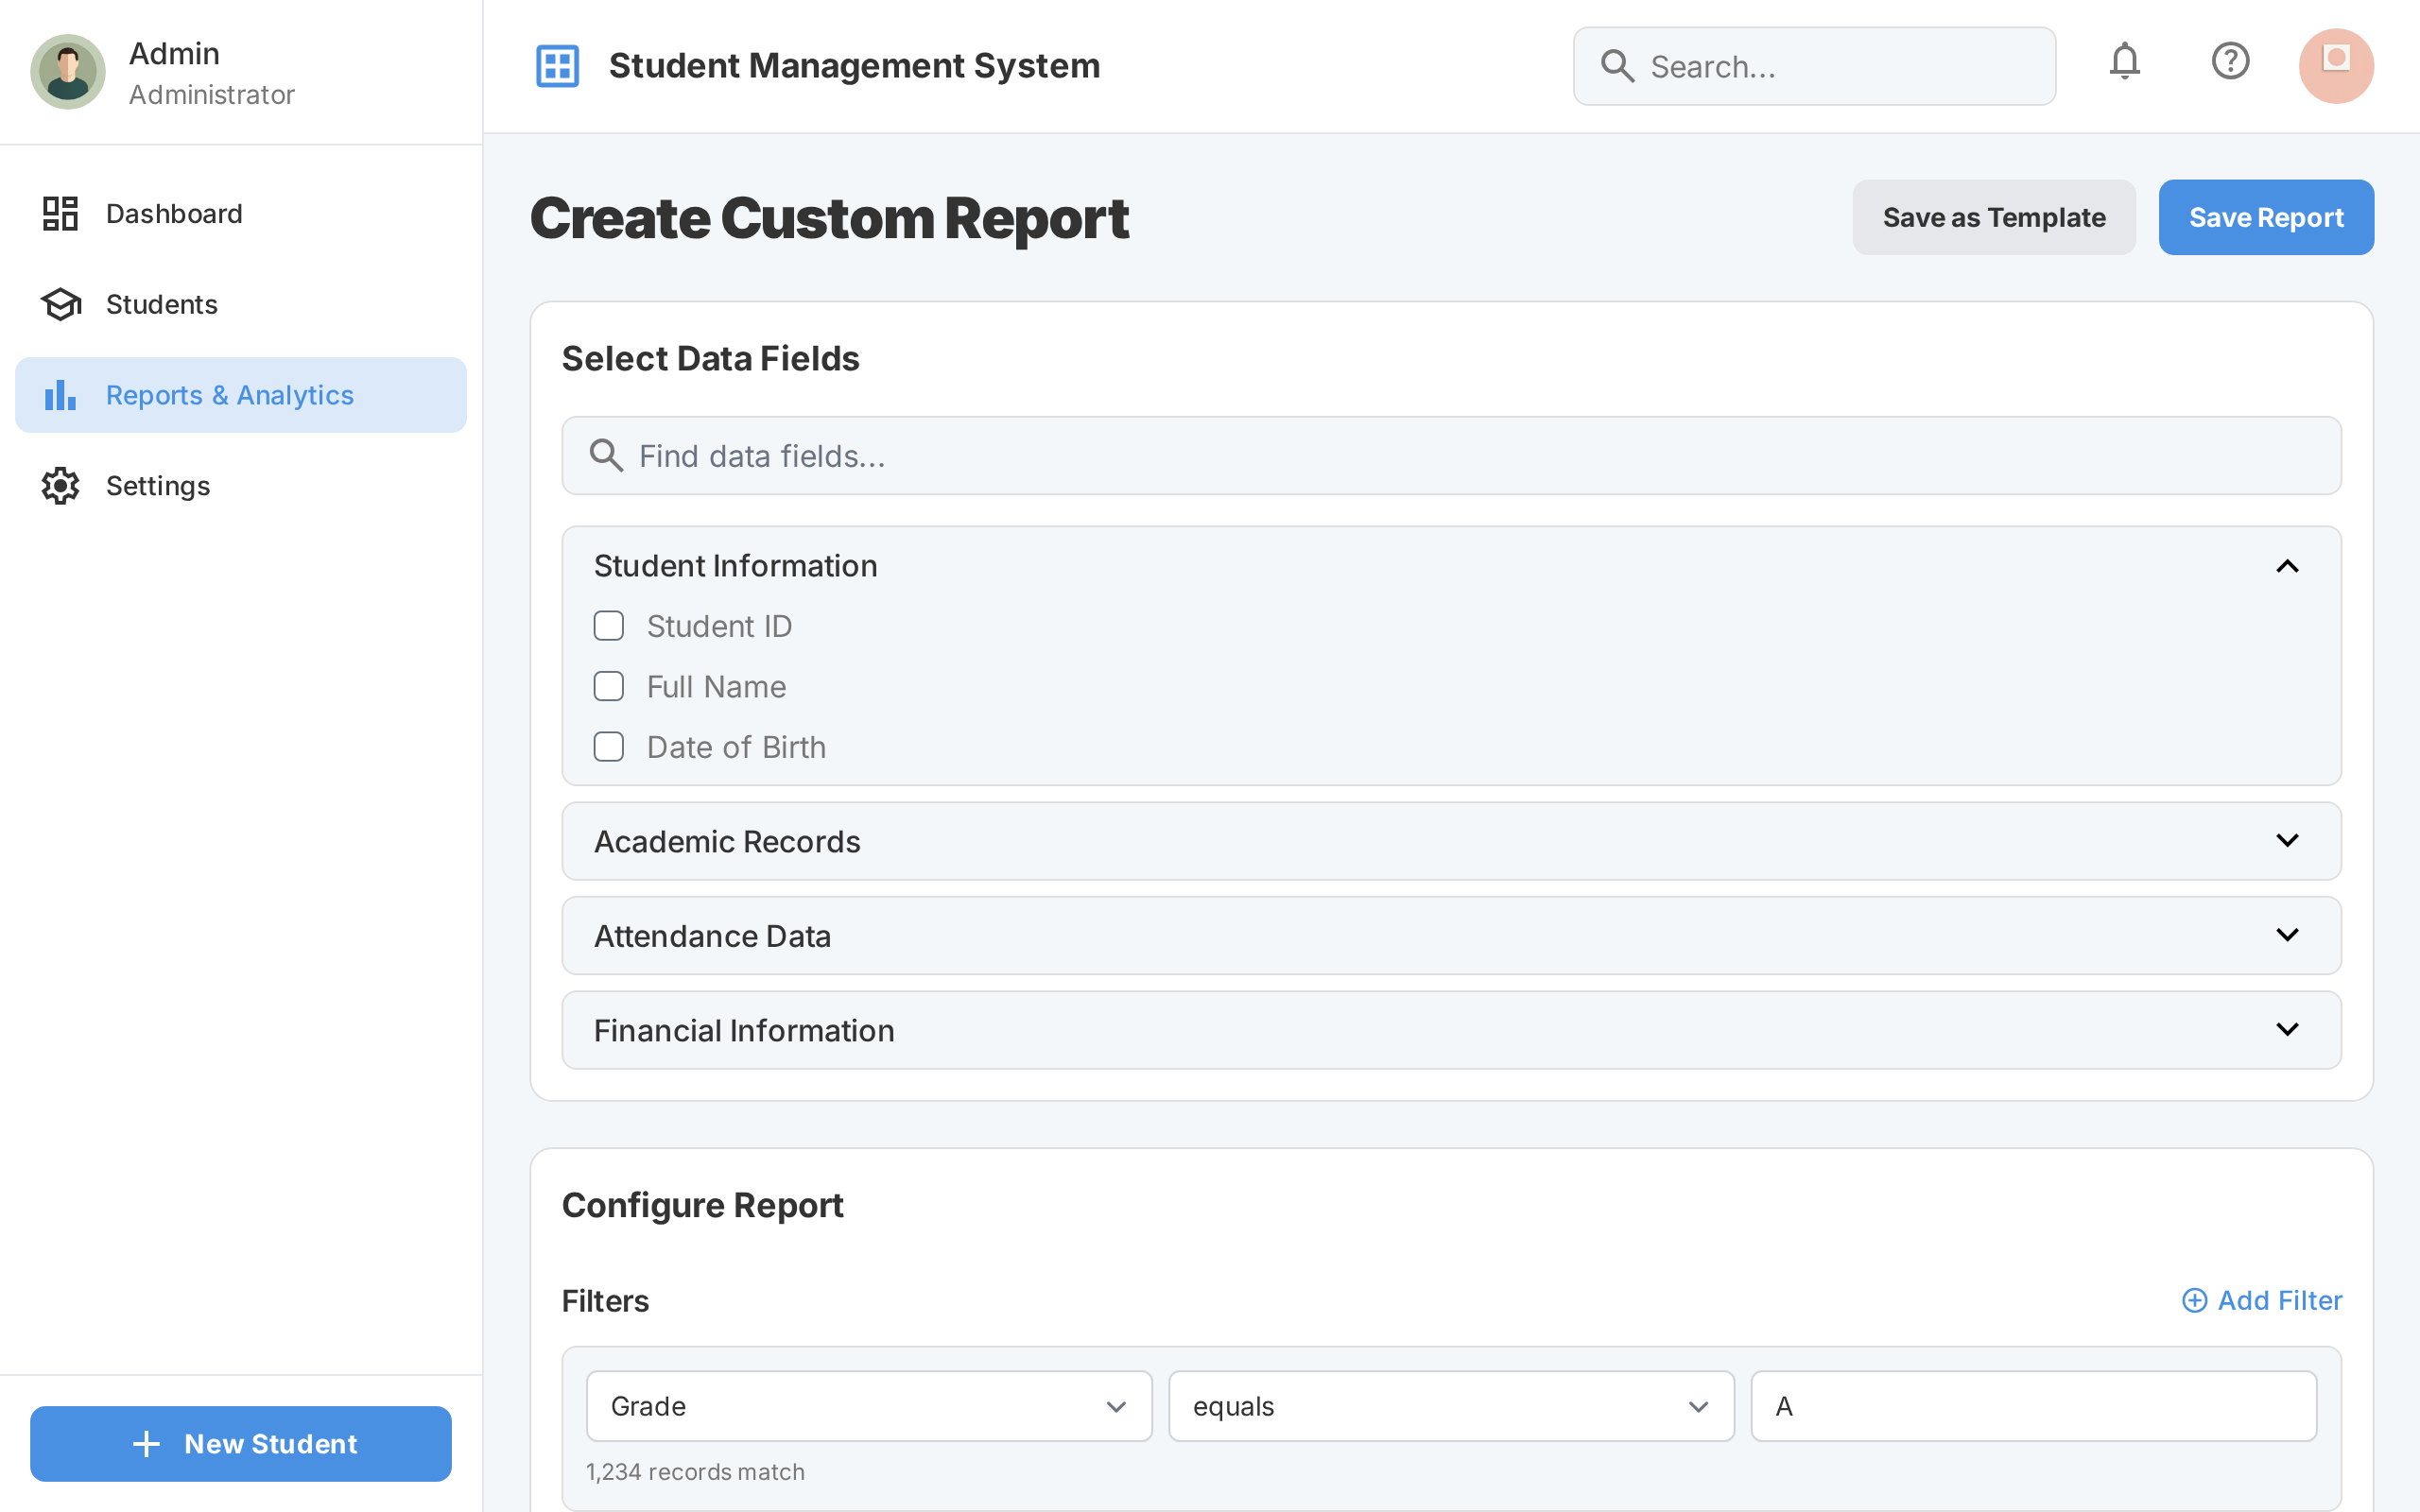 Admin
Administrator
Dashboard
Students
Reports & Analytics
Settings
New Student
Student Management System
Search...
Create Custom Report
Save as Template
Save Report
Select Data Fields
Find data fields...
Student Information
Student ID
Full Name
Date of Birth
Academic Records
Attendance Data
Financial Information
Configure Report
Filters
Add Filter
Grade
equals
A
1,234 records match